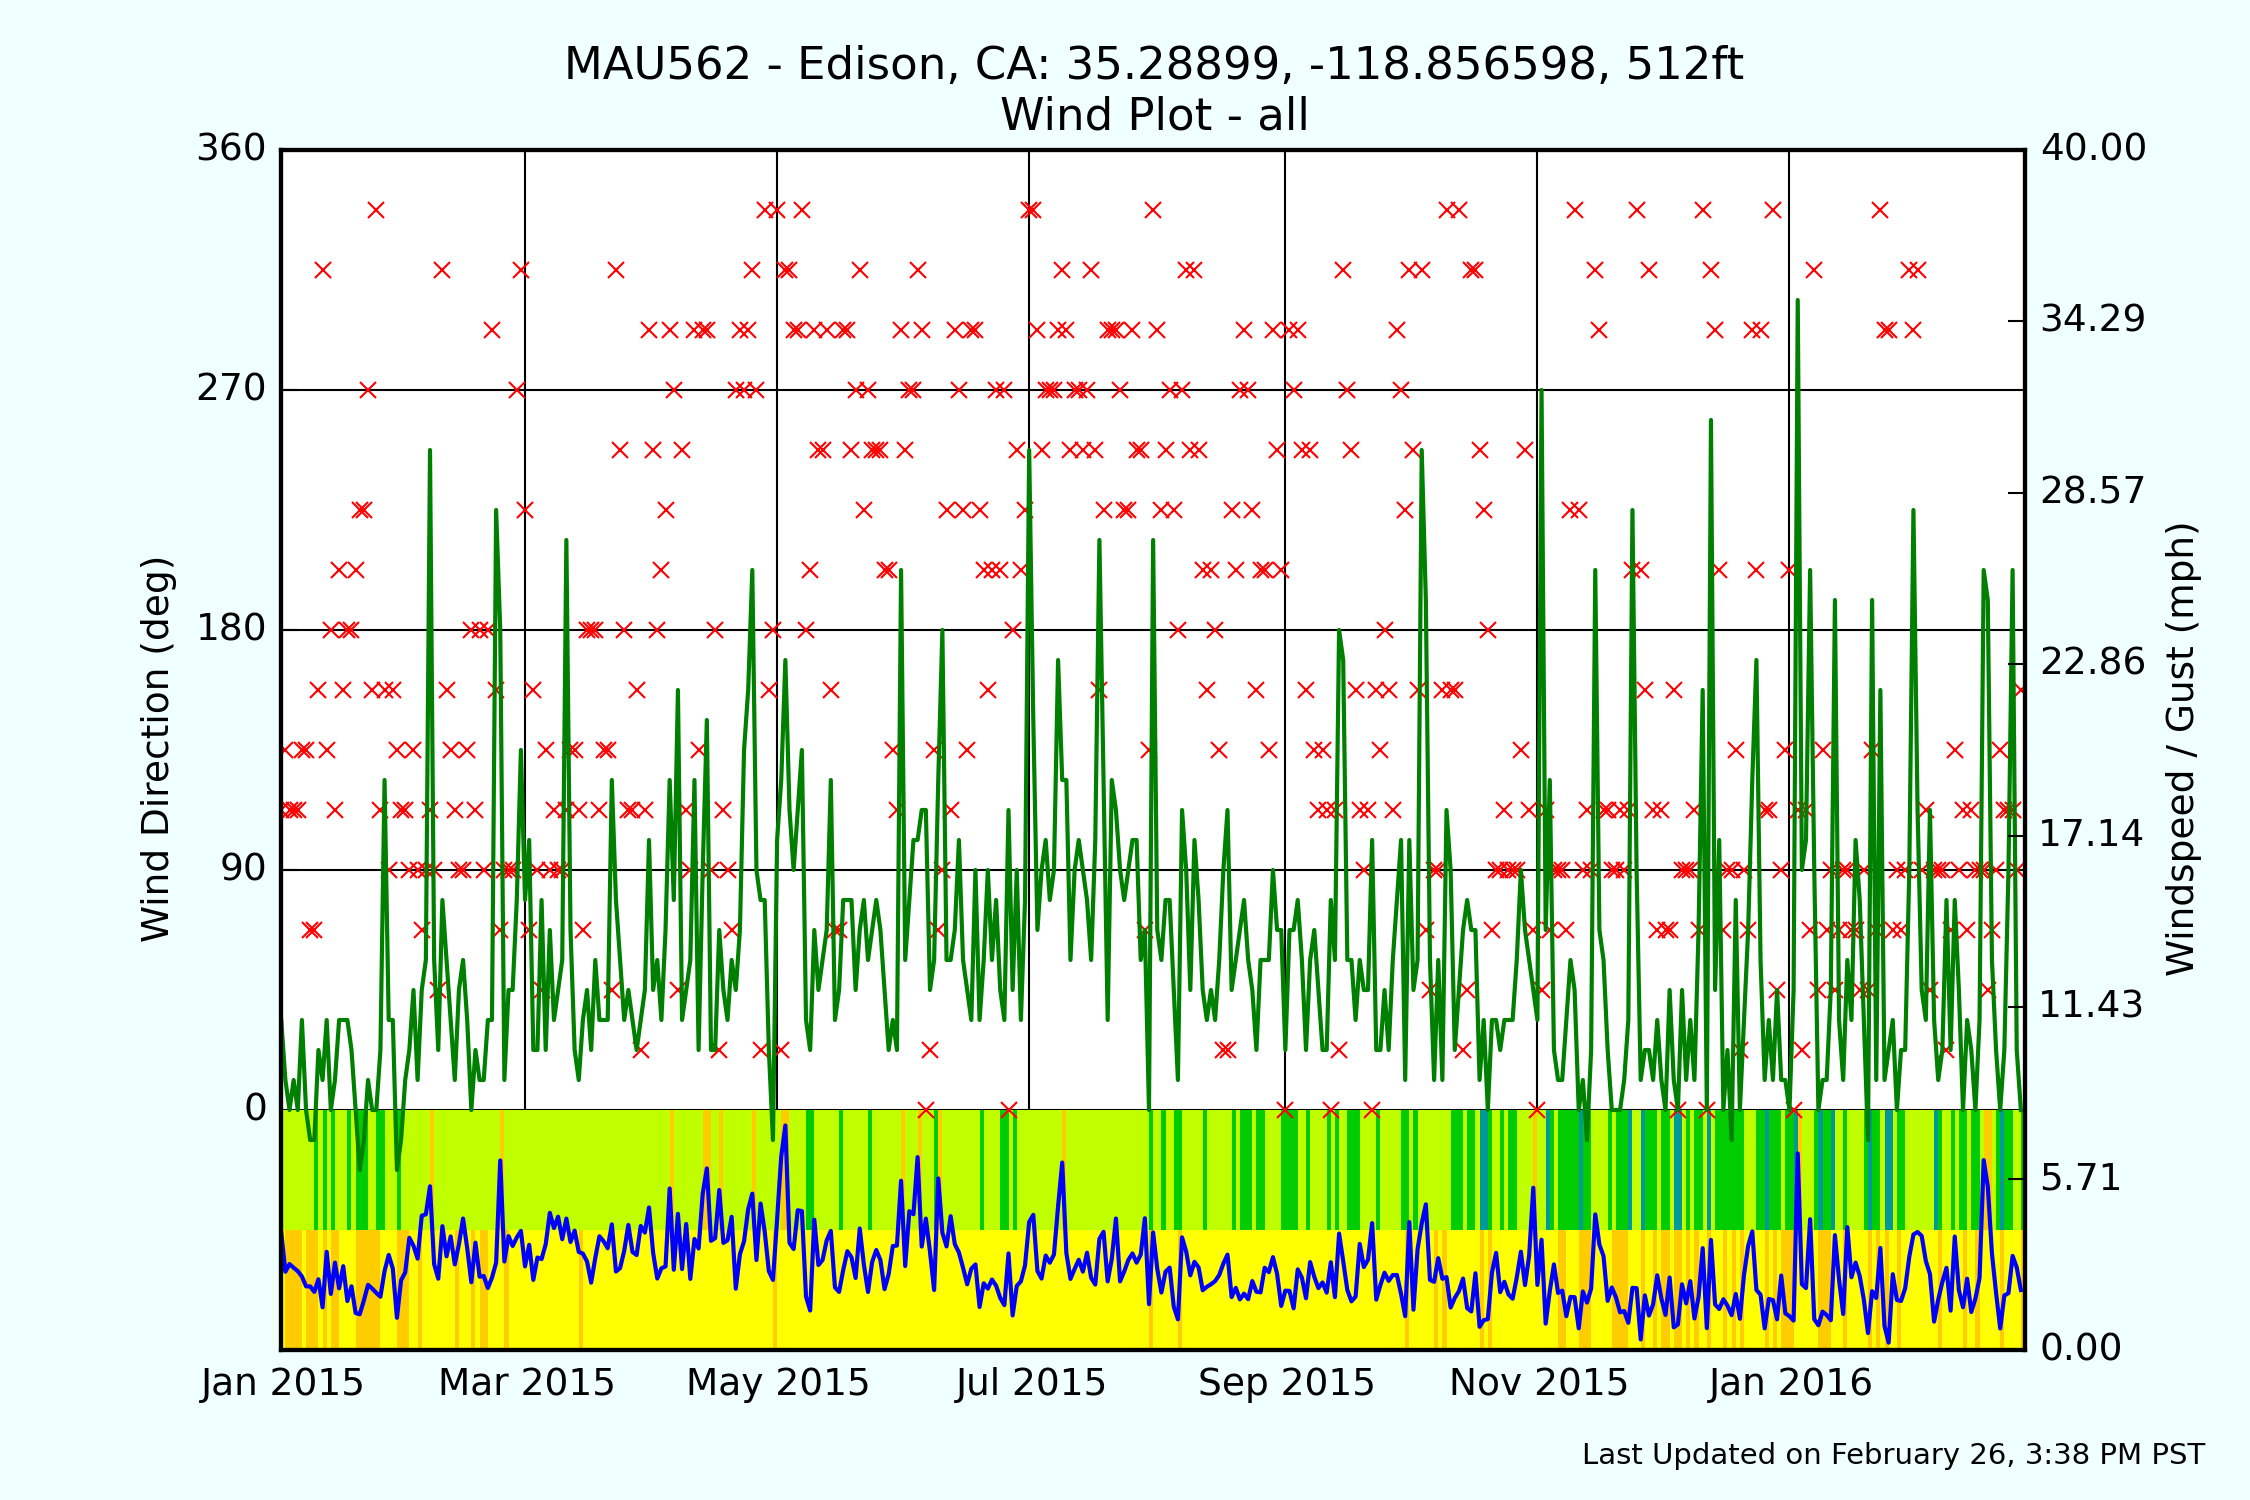 MAU562 - Edison, CA: 35.28899, -118.856598, 512ft
Wind Plot - all
360
270
180
90
0
Wind Direction (deg)
40.00
34.29
28.57
22.86
17.14
11.43
5.71
0.00
Windspeed / Gust (mph)
Jan 2015
Mar 2015
May 2015
Jul 2015
Sep 2015
Nov 2015
Jan 2016
Last Updated on February 26, 3:38 PM PST